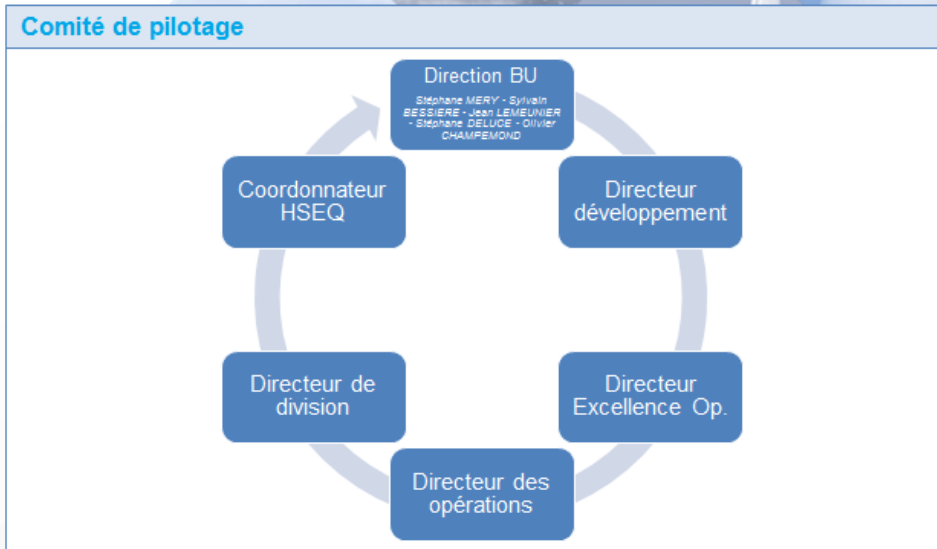 Comité de pilotage
Direction BU
Stéphane MERY - Sylvain
BESSIERE - Jean LEMEUNIER
- Stéphane DELUCE - Olivier
CHAMPEMOND
Directeur
développement
Directeur
Excellence Op.
Directeur des
opérations
Directeur de
division
Coordonnateur
HSEQ